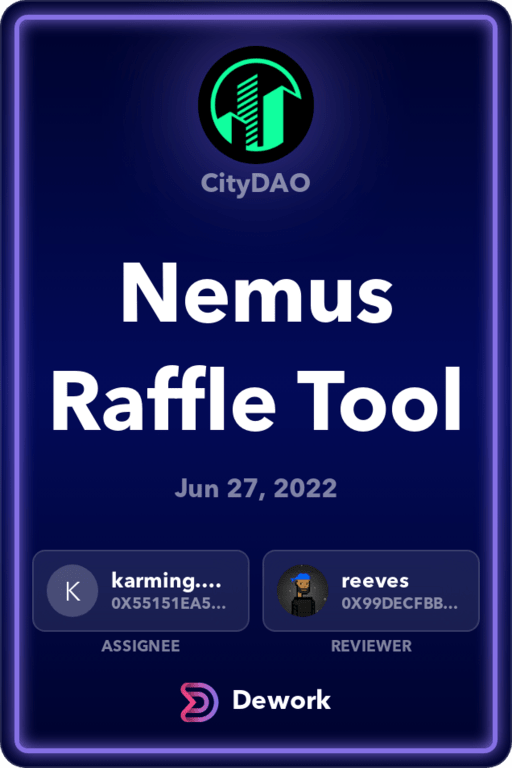 CityDAO
Nemus
Raffle Tool
Jun 27, 2022
K
karming....
0X55151EA5...
ASSIGNEE
reeves
0X99DECFBB...
REVIEWER
Dework